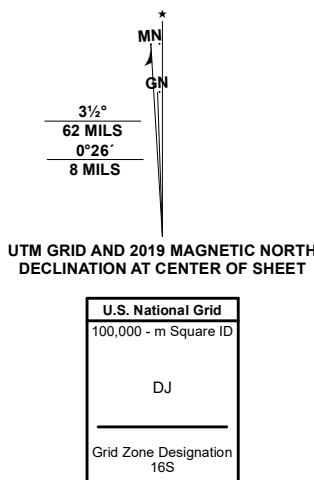 MN
GN
3½°
62 MILS
0°26´
8 MILS
UTM GRID AND 2019 MAGNETIC NORTH
DECLINATION AT CENTER OF SHEET
U.S. National Grid
100,000 - m Square ID
DJ
Grid Zone Designation
16S